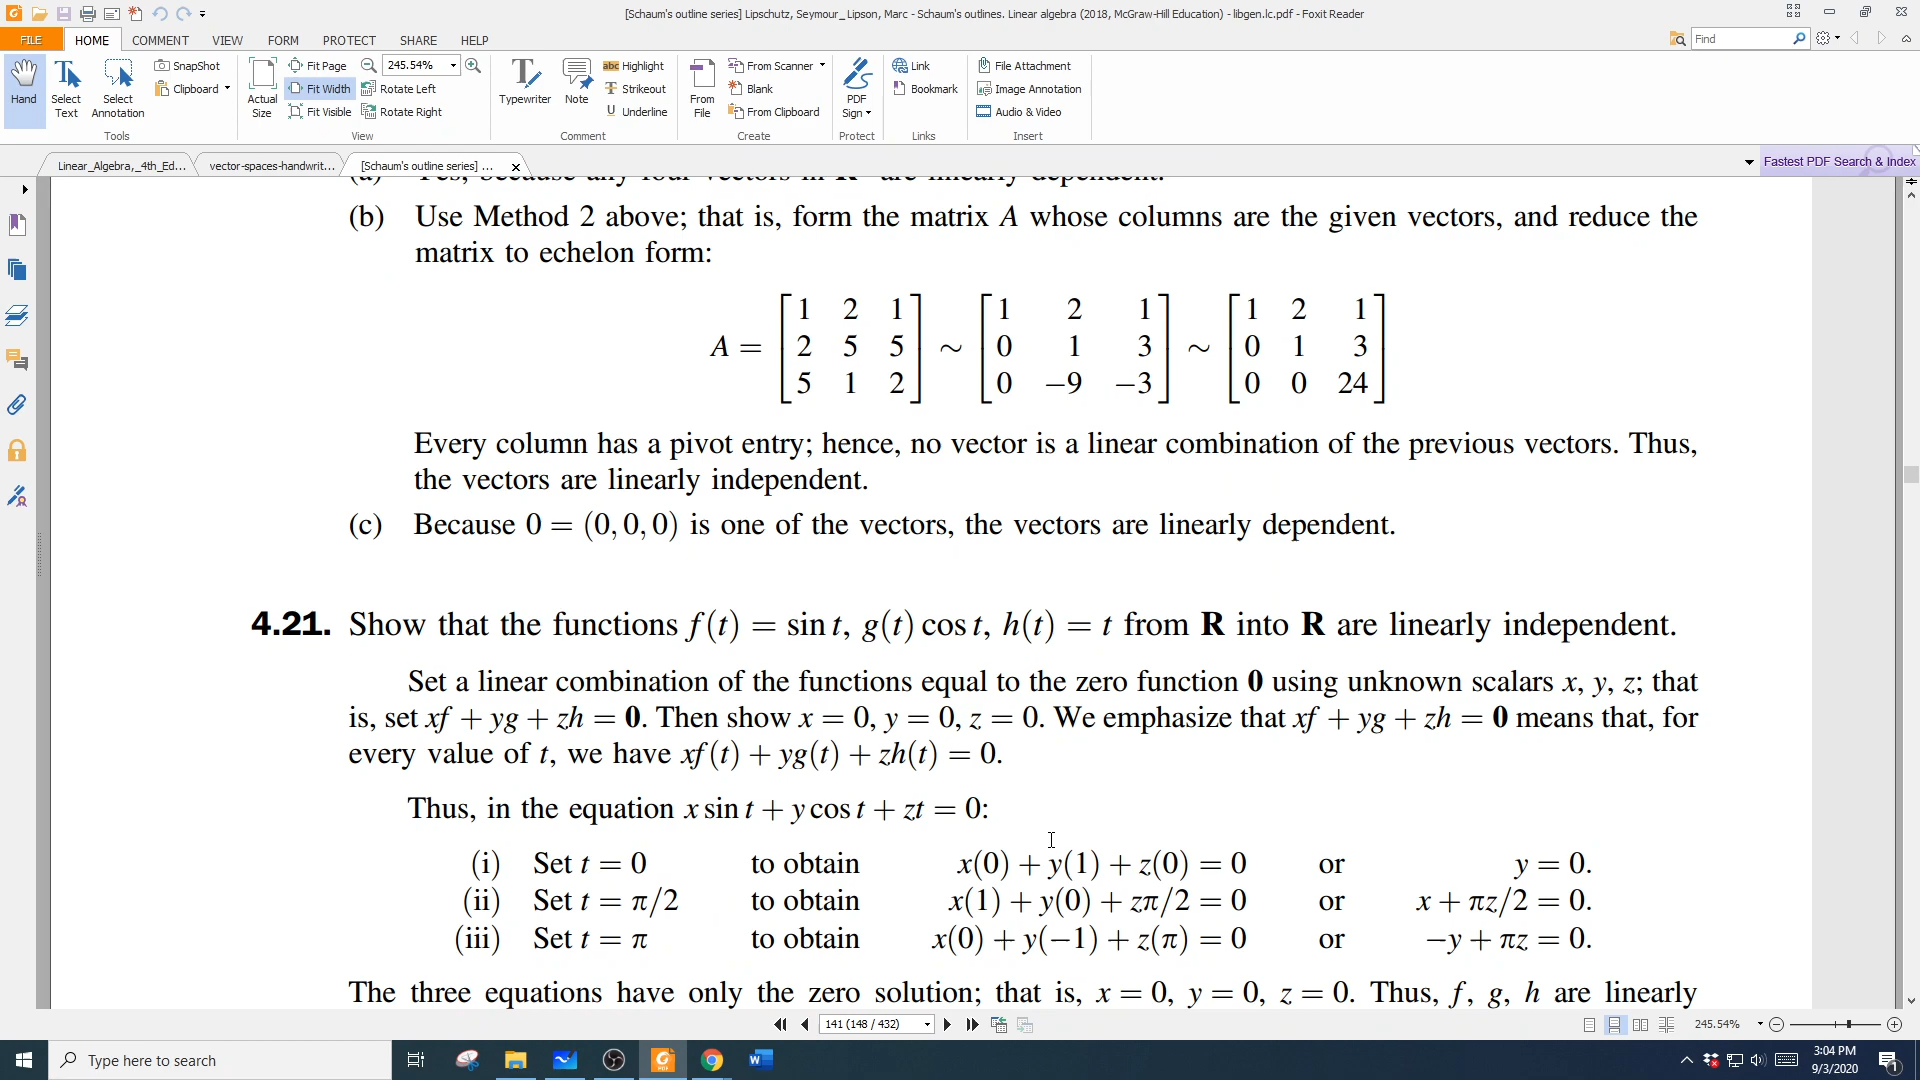 [Schaum's outline series] Lipschutz, Seymour_ Lipson, Marc - Schaum's outlines. Linear algebra (2018, McGraw-Hill Education) - libgen.lc.pdf - Foxit Reader
FILE HOME COMMENT VIEW FORM PROTECT SHARE HELP Find
Hand
Select Text
Select Annotation
SnapShot
Clipboard
Tools
Actual Size
Fit Page
Fit Width
Fit Visible
245.54%
Rotate Left
Rotate Right
View
Typewriter
Note
Highlight
Strikeout
Underline
Comment
From File
From Scanner
Blank
From Clipboard
Create
PDF Sign
Protect
Link
Bookmark
Links
File Attachment
Image Annotation
Audio & Video
Insert
Linear_Algebra,_4th_Ed... vector-spaces-handwrit... [Schaum's outline series] ... Fastest PDF Search & Index
(b) Use Method 2 above; that is, form the matrix A whose columns are the given vectors, and reduce the
matrix to echelon form:
1 2 1 1 2 1 1 2 1
A = 2 5 5 ~ 0 1 3 ~ 0 1 3
5 1 2 0 −9 −3 0 0 24
Every column has a pivot entry; hence, no vector is a linear combination of the previous vectors. Thus,
the vectors are linearly independent.
(c) Because 0 = (0, 0, 0) is one of the vectors, the vectors are linearly dependent.
4.21. Show that the functions f(t) = sin t, g(t) cos t, h(t) = t from R into R are linearly independent.
Set a linear combination of the functions equal to the zero function 0 using unknown scalars x, y, z; that
is, set xf + yg + zh = 0. Then show x = 0, y = 0, z = 0. We emphasize that xf + yg + zh = 0 means that, for
every value of t, we have xf(t) + yg(t) + zh(t) = 0.
Thus, in the equation x sin t + y cos t + zt = 0:
(i) Set t = 0 to obtain x(0) + y(1) + z(0) = 0 or y = 0.
(ii) Set t = π/2 to obtain x(1) + y(0) + zπ/2 = 0 or x + πz/2 = 0.
(iii) Set t = π to obtain x(0) + y(−1) + z(π) = 0 or −y + πz = 0.
The three equations have only the zero solution; that is, x = 0, y = 0, z = 0. Thus, f, g, h are linearly
141 (148 / 432) 245.54%
Type here to search
3:04 PM
9/3/2020